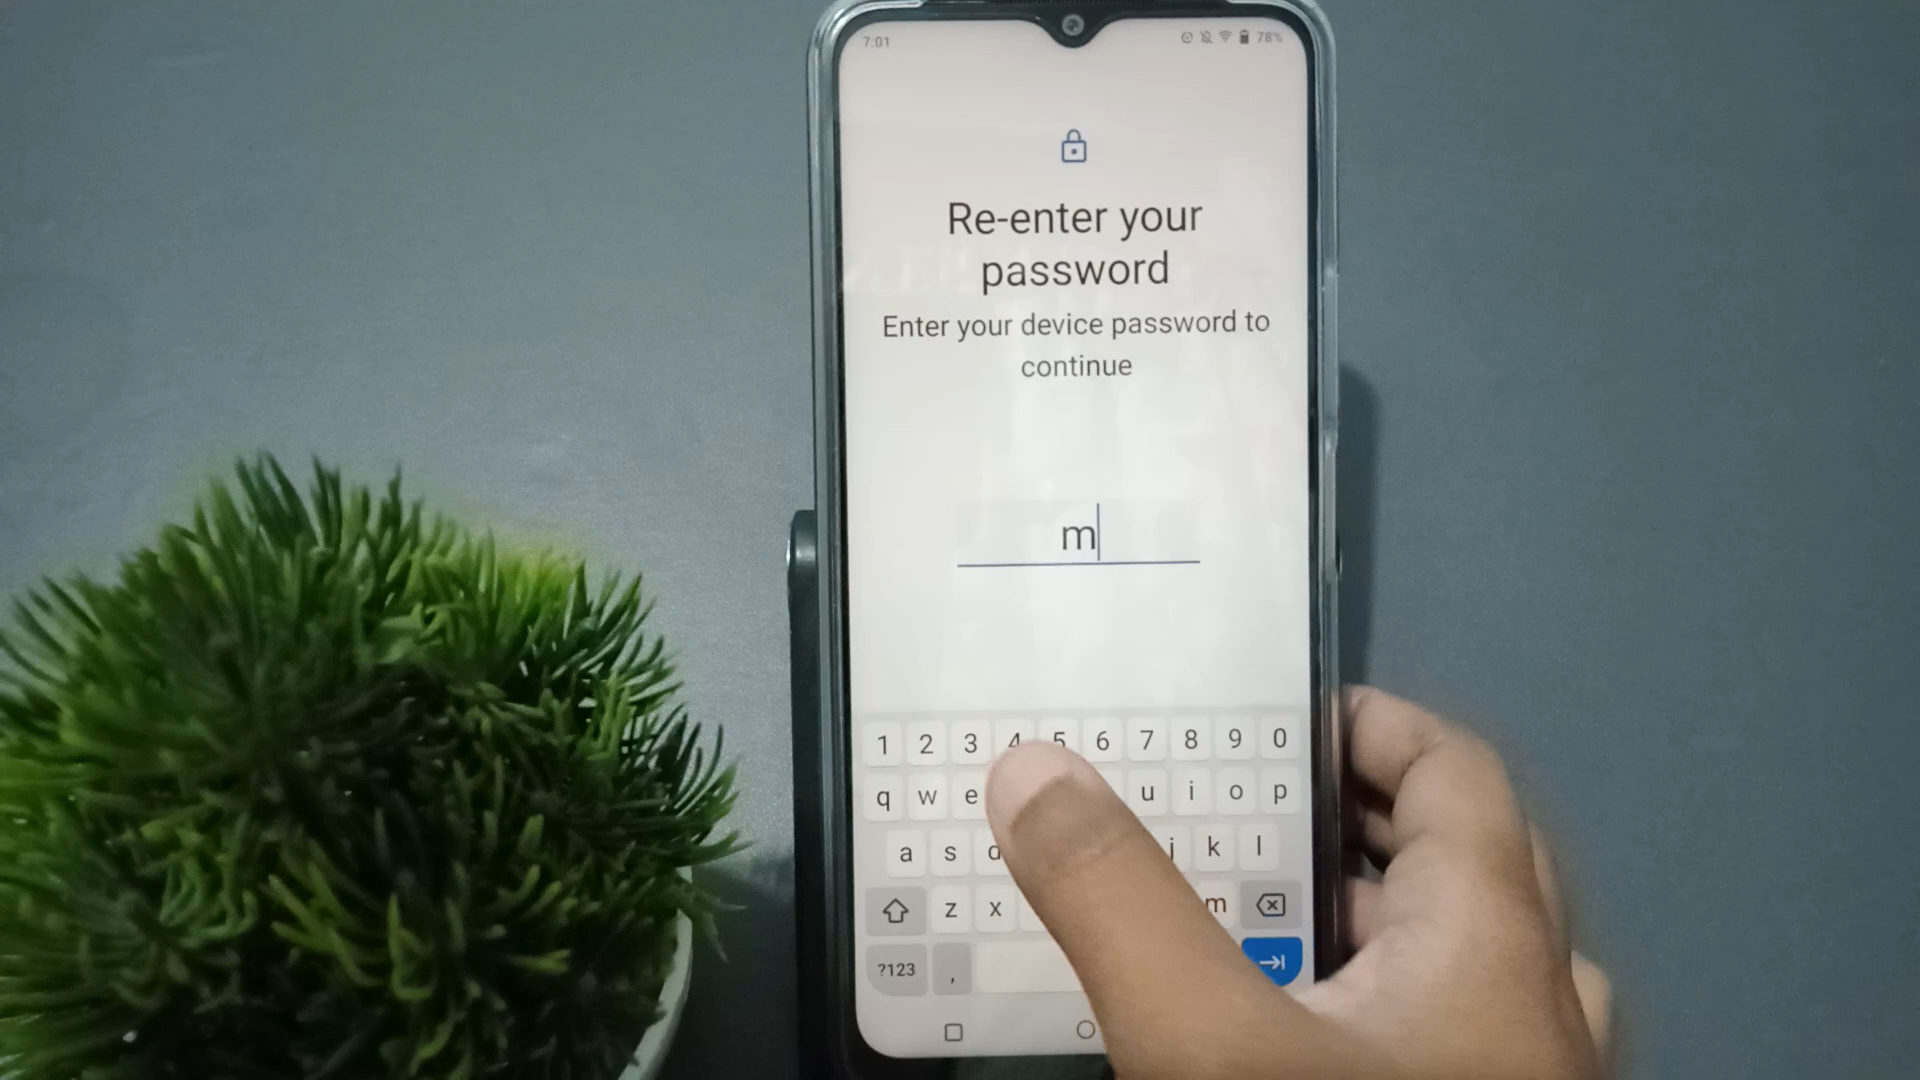 7:01 78%
Re-enter your
password
Enter your device password to
continue
m
1 2 3 4 5 6 7 8 9 0
q w e u i o p
a s d j k l
z x m
?123 ,